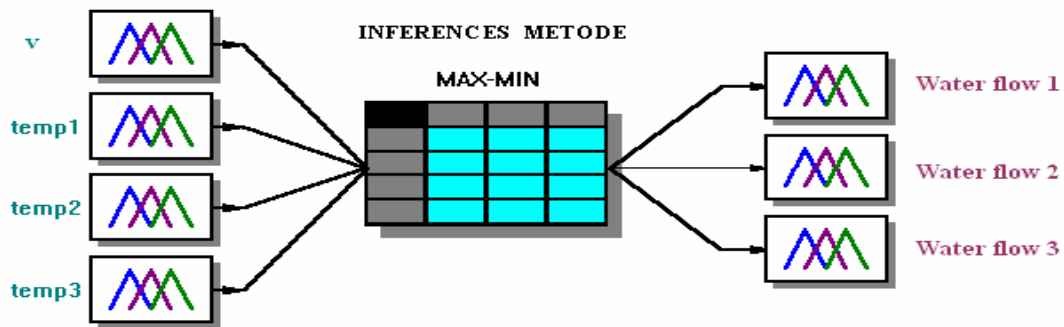 v
temp1
temp2
temp3
INFERENCES METODE
MAX-MIN
Water flow 1
Water flow 2
Water flow 3